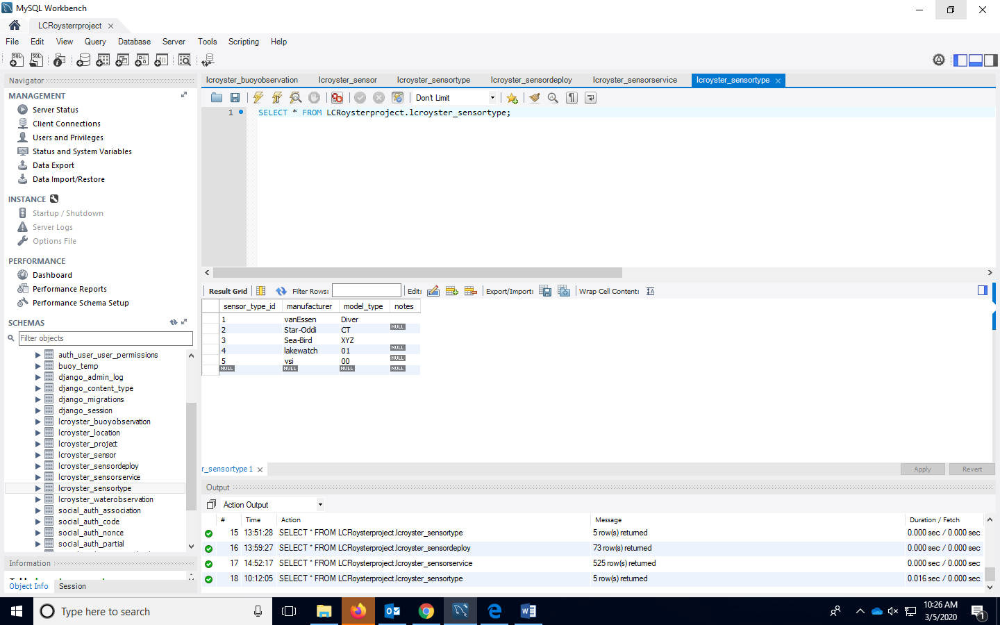 MySQL Workbench
LCRoysterrproject
File Edit View Query Database Server Tools Scripting Help
Navigator
MANAGEMENT
Server Status
Client Connections
Users and Privileges
Status and System Variables
Data Export
Data Import/Restore
INSTANCE
Startup / Shutdown
Server Logs
Options File
PERFORMANCE
Dashboard
Performance Reports
Performance Schema Setup
SCHEMAS
Filter objects
auth_user_user_permissions
buoy_temp
django_admin_log
django_content_type
django_migrations
django_session
lcroyster_buoyobservation
lcroyster_location
lcroyster_project
lcroyster_sensor
lcroyster_sensordeploy
lcroyster_sensorservice
lcroyster_sensortype
lcroyster_waterobservation
social_auth_association
social_auth_code
social_auth_nonce
social_auth_partial
Information
Object Info Session
lcroyster_buoyobservation lcroyster_sensor lcroyster_sensortype lcroyster_sensordeploy lcroyster_sensorservice lcroyster_sensortype
Don't Limit
1 SELECT * FROM LCRoysterproject.lcroyster_sensortype;
Result Grid Filter Rows: Edit: Export/Import: Wrap Cell Content:
sensor_type_id manufacturer model_type notes
1 vanEssen Diver
2 Star-Oddi CT NULL
3 Sea-Bird XYZ
4 lakewatch 01 NULL
5 vsi 00 NULL
NULL NULL NULL NULL
r_sensortype 1
Apply Revert
Output
Action Output
# Time Action Message Duration / Fetch
15 13:51:28 SELECT * FROM LCRoysterproject.lcroyster_sensortype 5 row(s) returned 0.000 sec / 0.000 sec
16 13:59:27 SELECT * FROM LCRoysterproject.lcroyster_sensordeploy 73 row(s) returned 0.000 sec / 0.000 sec
17 14:52:17 SELECT * FROM LCRoysterproject.lcroyster_sensorservice 525 row(s) returned 0.000 sec / 0.000 sec
18 10:12:05 SELECT * FROM LCRoysterproject.lcroyster_sensortype 5 row(s) returned 0.016 sec / 0.000 sec
Type here to search
10:26 AM
3/5/2020
1